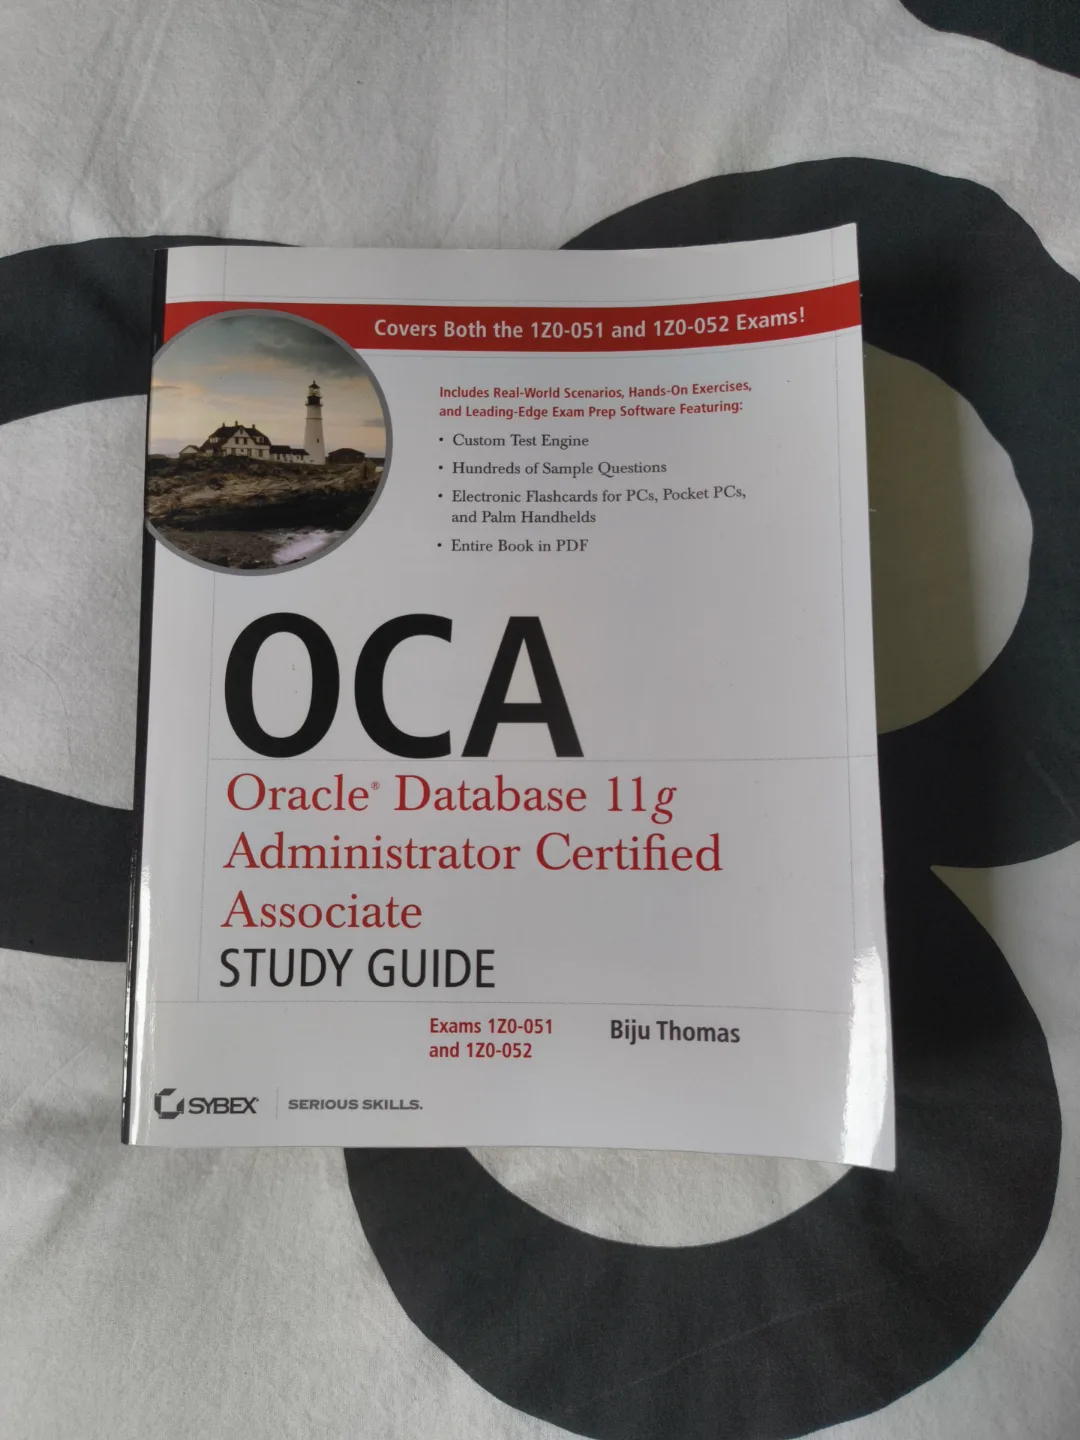 Covers Both the 1Z0-051 and 1Z0-052 Exams!
Includes Real-World Scenarios, Hands-On Exercises,
and Leading-Edge Exam Prep Software Featuring:
• Custom Test Engine
• Hundreds of Sample Questions
• Electronic Flashcards for PCs, Pocket PCs,
and Palm Handhelds
• Entire Book in PDF
OCA
Oracle® Database 11g
Administrator Certified
Associate
STUDY GUIDE
Exams 1Z0-051
and 1Z0-052
Biju Thomas
SYBEX®
SERIOUS SKILLS.